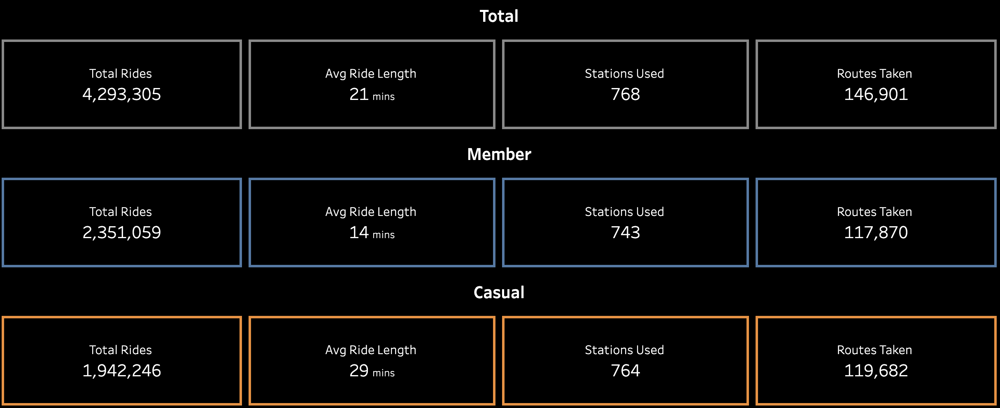 Total
Total Rides
4,293,305
Avg Ride Length
21 mins
Stations Used
768
Routes Taken
146,901
Member
Total Rides
2,351,059
Avg Ride Length
14 mins
Stations Used
743
Routes Taken
117,870
Casual
Total Rides
1,942,246
Avg Ride Length
29 mins
Stations Used
764
Routes Taken
119,682